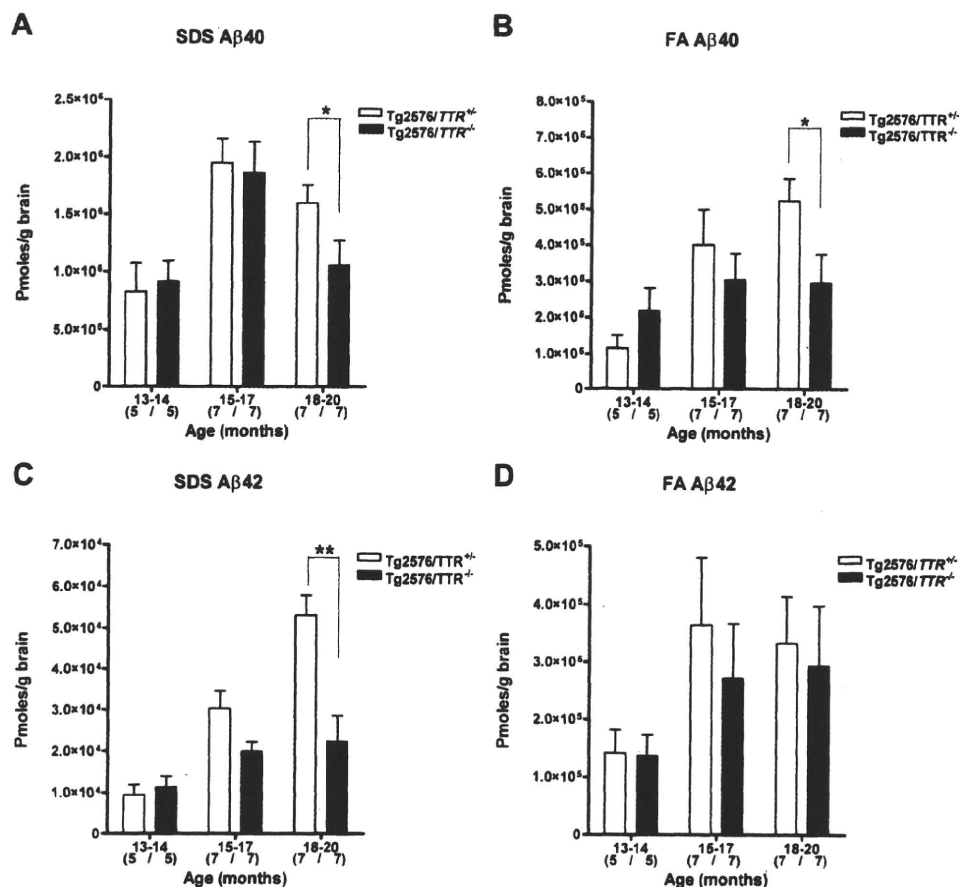 A
SDS Aβ40
Pmoles/g brain
2.5×10⁶
2.0×10⁶
1.5×10⁶
1.0×10⁶
5.0×10⁵
0
*
Tg2576/TTR⁺/⁻
Tg2576/TTR⁻/⁻
13-14 15-17 18-20
(5 / 5) (7 / 7) (7 / 7)
Age (months)
B
FA Aβ40
Pmoles/g brain
8.0×10⁵
7.0×10⁵
6.0×10⁵
5.0×10⁵
4.0×10⁵
3.0×10⁵
2.0×10⁵
1.0×10⁵
0
*
Tg2576/TTR⁺/⁻
Tg2576/TTR⁻/⁻
13-14 15-17 18-20
(5 / 5) (7 / 7) (7 / 7)
Age (months)
C
SDS Aβ42
Pmoles/g brain
7.0×10⁴
6.0×10⁴
5.0×10⁴
4.0×10⁴
3.0×10⁴
2.0×10⁴
1.0×10⁴
0
**
Tg2576/TTR⁺/⁻
Tg2576/TTR⁻/⁻
13-14 15-17 18-20
(5 / 5) (7 / 7) (7 / 7)
Age (months)
D
FA Aβ42
Pmoles/g brain
5.0×10⁵
4.0×10⁵
3.0×10⁵
2.0×10⁵
1.0×10⁵
0
Tg2576/TTR⁺/⁻
Tg2576/TTR⁻/⁻
13-14 15-17 18-20
(5 / 5) (7 / 7) (7 / 7)
Age (months)